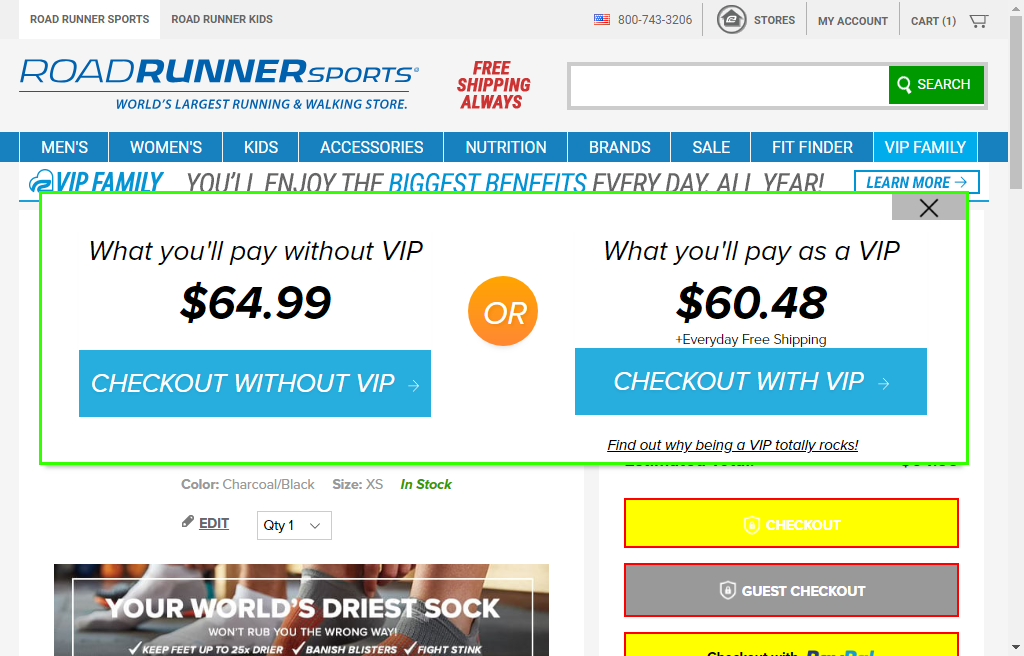 ROAD RUNNER SPORTS
ROAD RUNNER KIDS
800-743-3206
STORES
MY ACCOUNT
CART (1)
ROADRUNNERSPORTS
WORLD'S LARGEST RUNNING & WALKING STORE.
FREE
SHIPPING
ALWAYS
SEARCH
MEN'S
WOMEN'S
KIDS
ACCESSORIES
NUTRITION
BRANDS
SALE
FIT FINDER
VIP FAMILY
VIP FAMILY
YOU'LL ENJOY THE BIGGEST BENEFITS EVERY DAY, ALL YEAR!
LEARN MORE →
What you'll pay without VIP
$64.99
CHECKOUT WITHOUT VIP →
OR
What you'll pay as a VIP
$60.48
+Everyday Free Shipping
CHECKOUT WITH VIP →
Find out why being a VIP totally rocks!
Color: Charcoal/Black Size: XS In Stock
EDIT
Qty 1
YOUR WORLD'S DRIEST SOCK
WON'T RUB YOU THE WRONG WAY!
✓KEEP FEET UP TO 25x DRIER ✓BANISH BLISTERS ✓FIGHT STINK
CHECKOUT
GUEST CHECKOUT
Checkout with PayPal